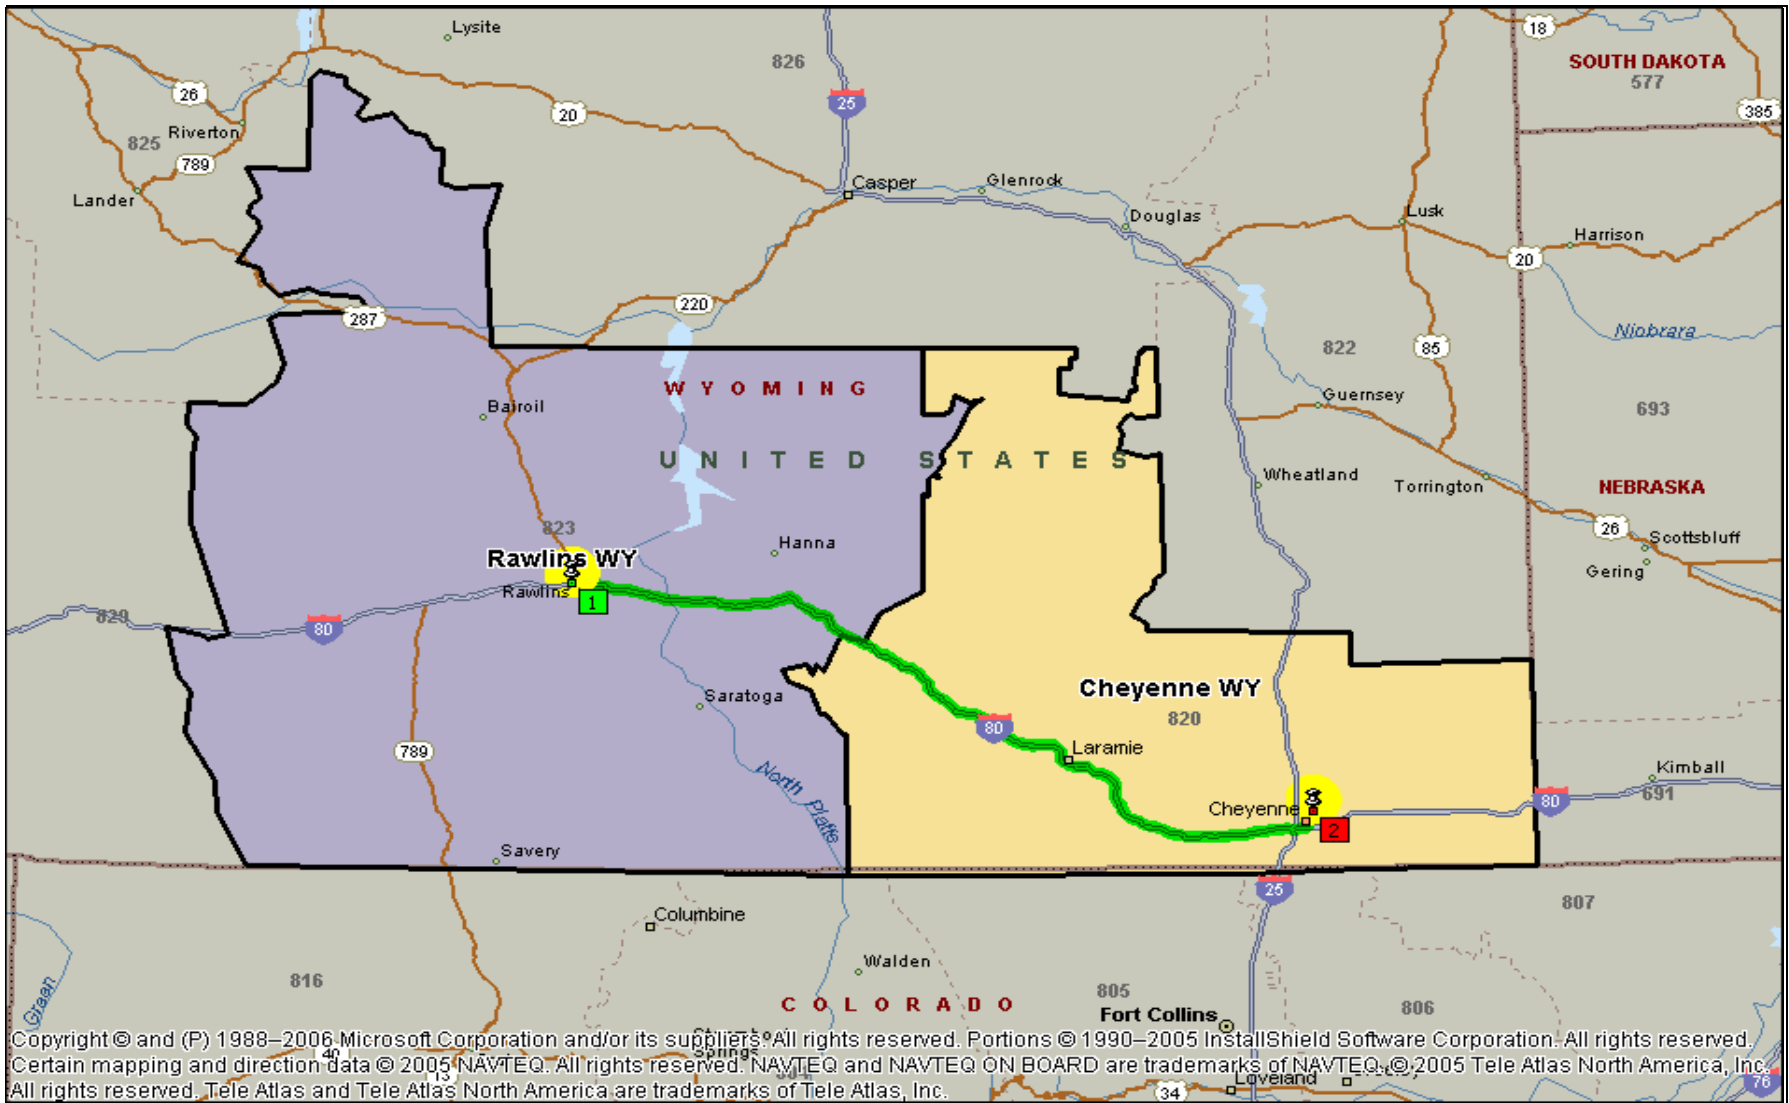 Lysite
826
18
SOUTH DAKOTA
577
26
20
25
385
825
Riverton
789
Lander
Casper
Glenrock
Douglas
Lusk
Harrison
20
220
287
Niobrara
822
85
WYOMING
Bairoil
Guernsey
693
UNITED STATES
Wheatland
Torrington
NEBRASKA
26
Scottsbluff
823
Hanna
Rawlins WY
Gering
Rawlins
1
829
80
Saratoga
Cheyenne WY
820
80
789
Laramie
North Platte
Kimball
691
80
Cheyenne
2
Savery
25
807
Columbine
Walden
816
COLORADO
805
806
Fort Collins
Copyright © and (P) 1988–2006 Microsoft Corporation and/or its suppliers. All rights reserved. Portions © 1990–2005 InstallShield Software Corporation. All rights reserved.
Certain mapping and direction data © 2005 NAVTEQ. All rights reserved. NAVTEQ and NAVTEQ ON BOARD are trademarks of NAVTEQ. © 2005 Tele Atlas North America, Inc.
All rights reserved. Tele Atlas and Tele Atlas North America are trademarks of Tele Atlas, Inc.
40
Springs
13
Loveland
34
76